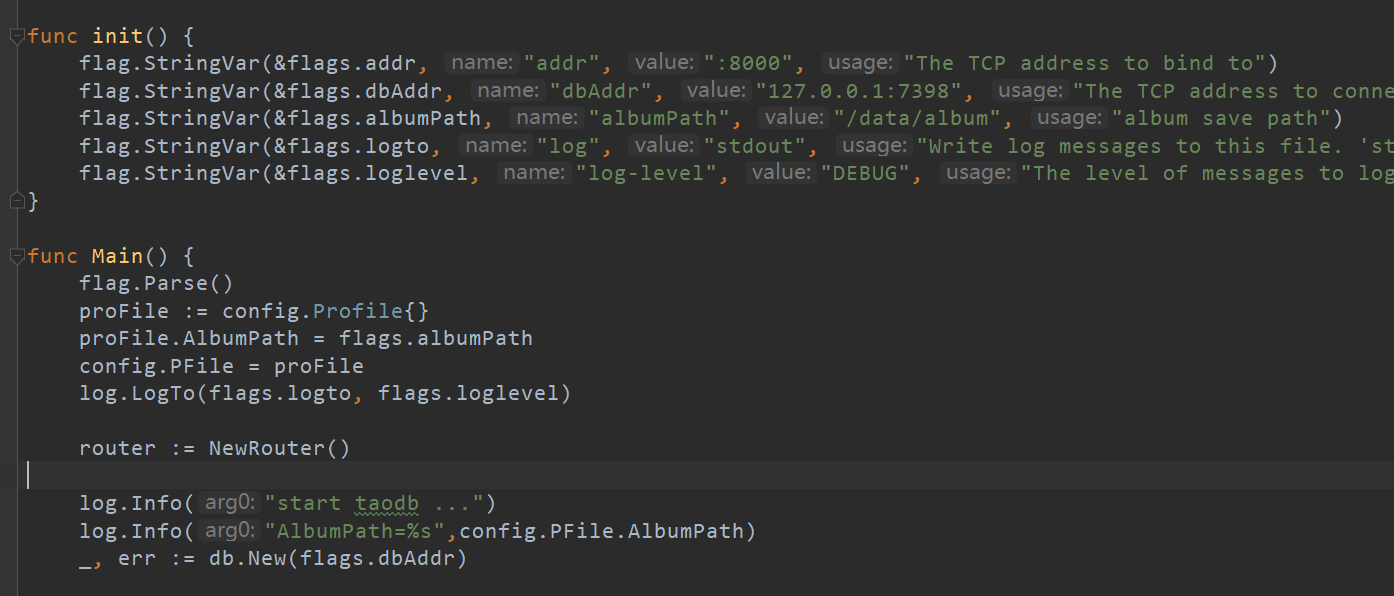 func init() {
flag.StringVar(&flags.addr, name: "addr", value: ":8000", usage: "The TCP address to bind to")
flag.StringVar(&flags.dbAddr, name: "dbAddr", value: "127.0.0.1:7398", usage: "The TCP address to conne
flag.StringVar(&flags.albumPath, name: "albumPath", value: "/data/album", usage: "album save path")
flag.StringVar(&flags.logto, name: "log", value: "stdout", usage: "Write log messages to this file. 'st
flag.StringVar(&flags.loglevel, name: "log-level", value: "DEBUG", usage: "The level of messages to log
}
func Main() {
flag.Parse()
proFile := config.Profile{}
proFile.AlbumPath = flags.albumPath
config.PFile = proFile
log.LogTo(flags.logto, flags.loglevel)
router := NewRouter()
log.Info( arg0: "start taodb ...")
log.Info( arg0: "AlbumPath=%s",config.PFile.AlbumPath)
_, err := db.New(flags.dbAddr)